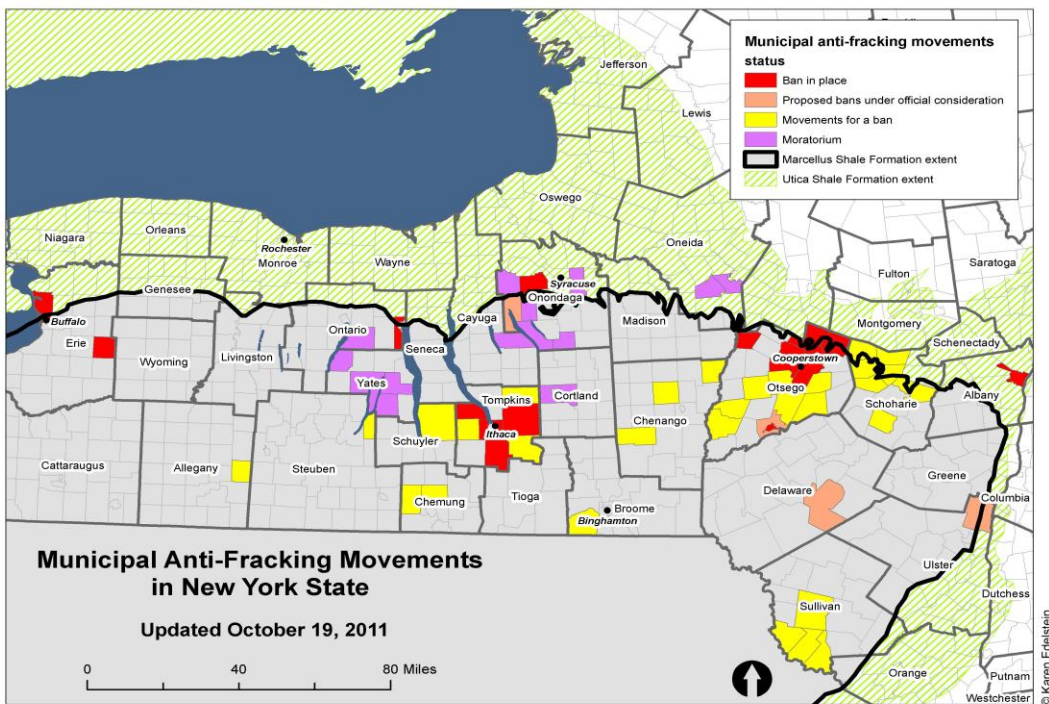 Municipal anti-fracking movements
status
Ban in place
Proposed bans under official consideration
Movements for a ban
Moratorium
Marcellus Shale Formation extent
Utica Shale Formation extent
Jefferson
Lewis
Oswego
Oneida
Niagara
Orleans
Rochester
Monroe
Wayne
Syracuse
Onondaga
Fulton
Saratoga
Montgomery
Schenectady
Genesee
Buffalo
Erie
Wyoming
Livingston
Ontario
Seneca
Cayuga
Madison
Cooperstown
Otsego
Schoharie
Albany
Yates
Tompkins
Cortland
Chenango
Ithaca
Schuyler
Cattaraugus
Allegany
Steuben
Chemung
Tioga
Broome
Binghamton
Delaware
Greene
Columbia
Ulster
Dutchess
Sullivan
Orange
Putnam
Westchester
Municipal Anti-Fracking Movements
in New York State
Updated October 19, 2011
0 40 80 Miles
© Karen Edelstein